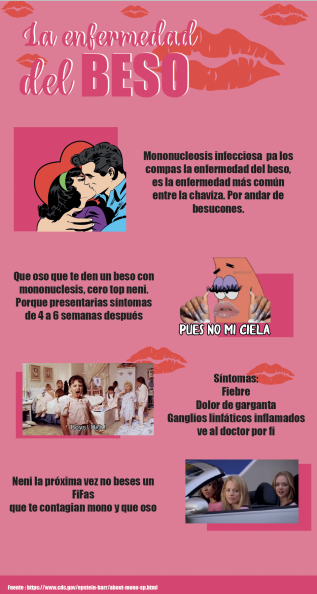 La enfermedad
del BESO
Mononucleosis infecciosa pa los
compas la enfermedad del beso,
es la enfermedad más común
entre la chaviza. Por andar de
besucones.
Que oso que te den un beso con
mononuclesis, cero top neni.
Porque presentarias síntomas
de 4 a 6 semanas después
PUES NO MI CIELA
Síntomas:
Fiebre
Dolor de garganta
Ganglios linfáticos inflamados
ve al doctor por fi
Neni la próxima vez no beses un
FiFas
que te contagian mono y que oso
Fuente : https://www.cdc.gov/epstein-barr/about-mono-sp.html